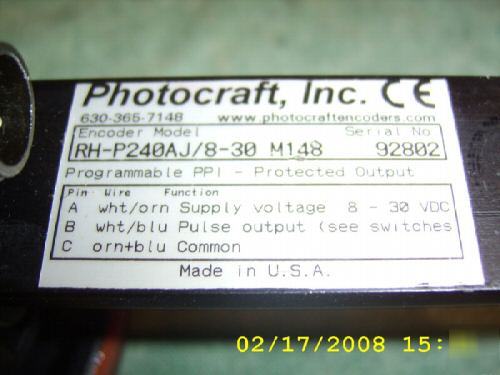 Photocraft, Inc. CE
630-365-7148 www.photocraftencoders.com
Encoder Model Serial No
RH-P240AJ/8-30 M148 92802
Programmable PPI - Protected Output
Pin Wire Function
A wht/orn Supply voltage 8 - 30 VDC
B wht/blu Pulse output (see switches
C orn+blu Common
Made in U.S.A.
02/17/2008 15: